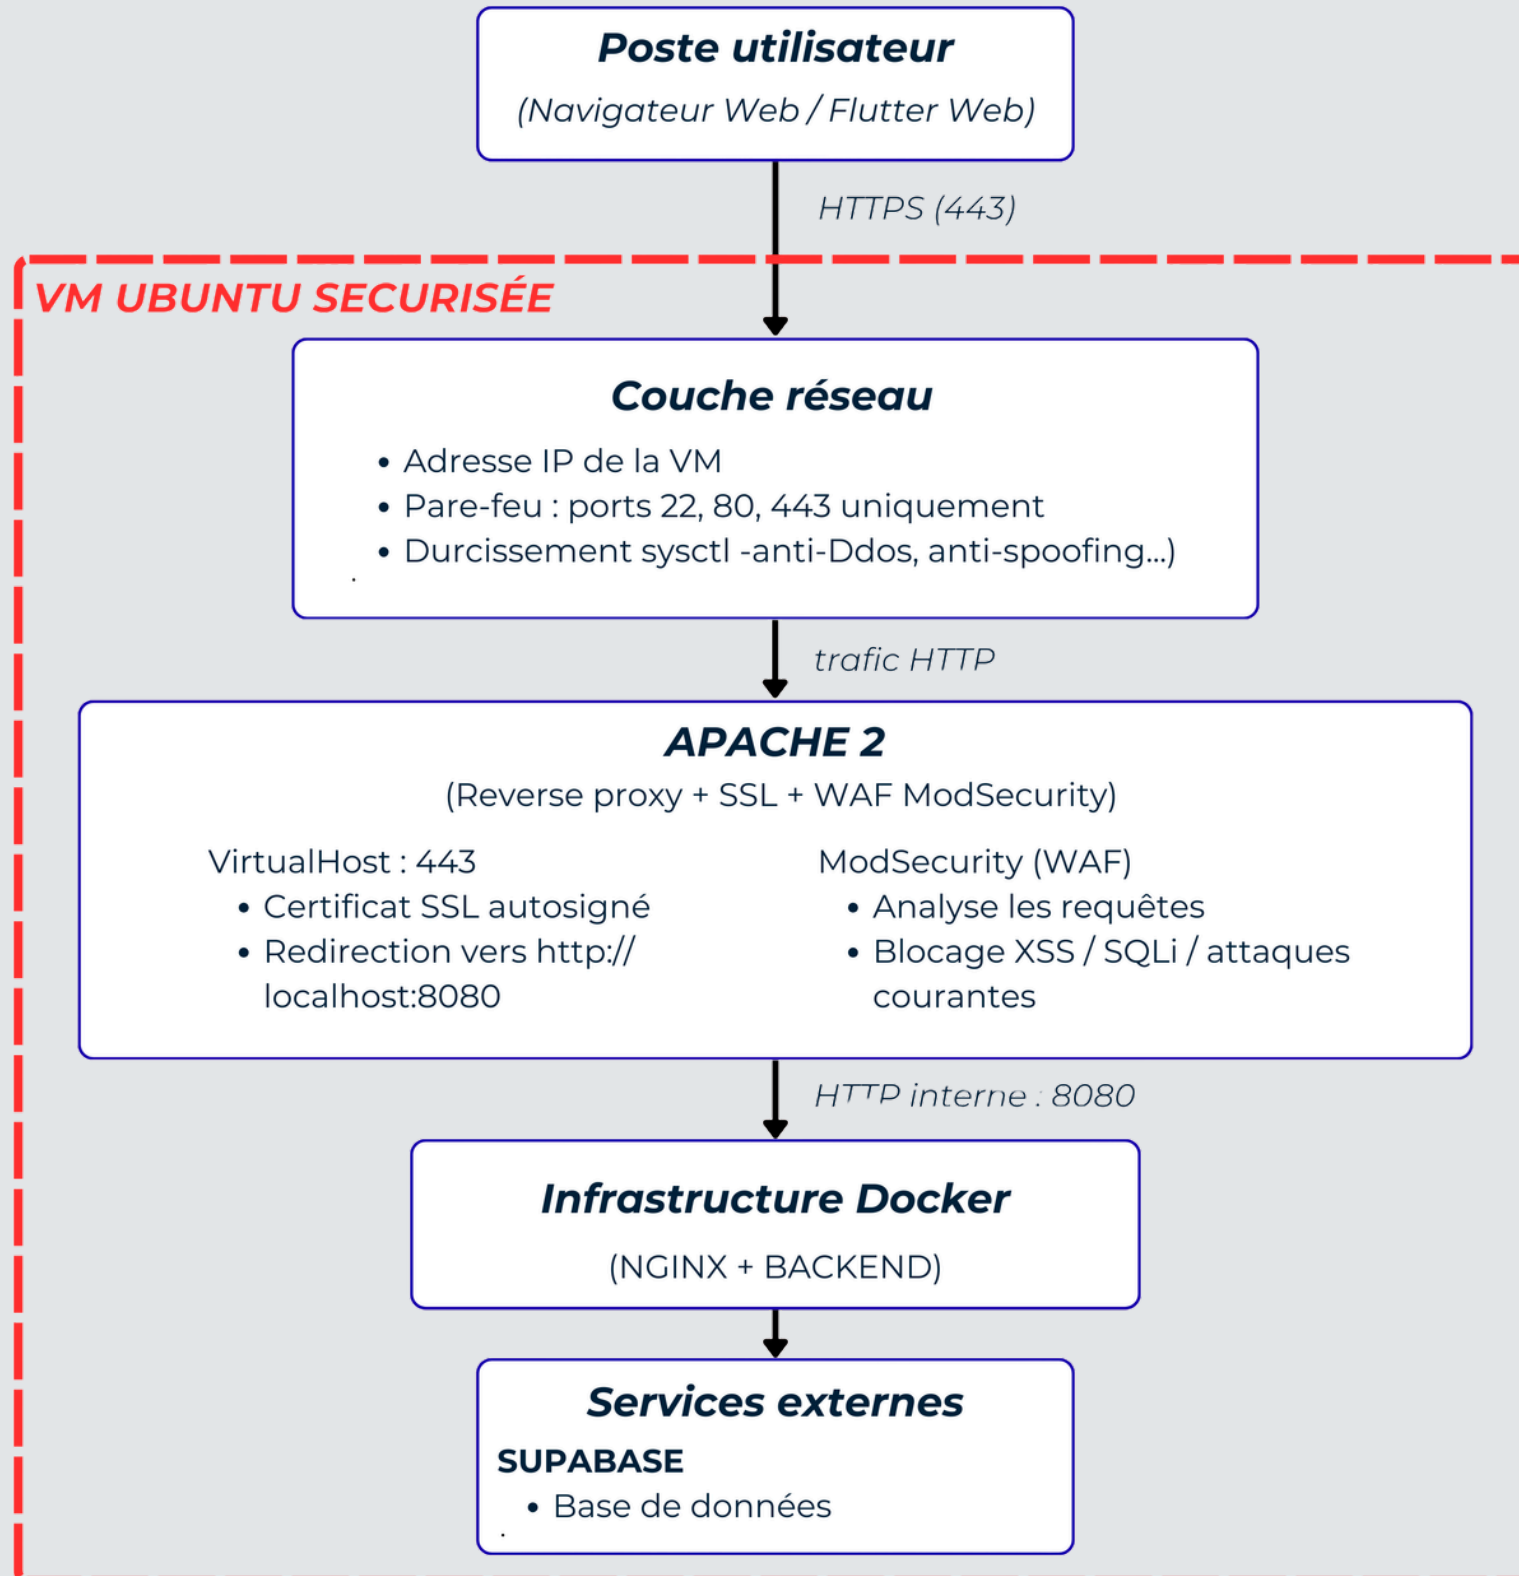 Poste utilisateur
(Navigateur Web / Flutter Web)
HTTPS (443)
VM UBUNTU SECURISÉE
Couche réseau
• Adresse IP de la VM
• Pare-feu : ports 22, 80, 443 uniquement
• Durcissement sysctl -anti-Ddos, anti-spoofing...)
.
trafic HTTP
APACHE 2
(Reverse proxy + SSL + WAF ModSecurity)
VirtualHost : 443
• Certificat SSL autosigné
• Redirection vers http://
localhost:8080
ModSecurity (WAF)
• Analyse les requêtes
• Blocage XSS / SQLi / attaques
courantes
HTTP interne : 8080
Infrastructure Docker
(NGINX + BACKEND)
Services externes
SUPABASE
• Base de données
.